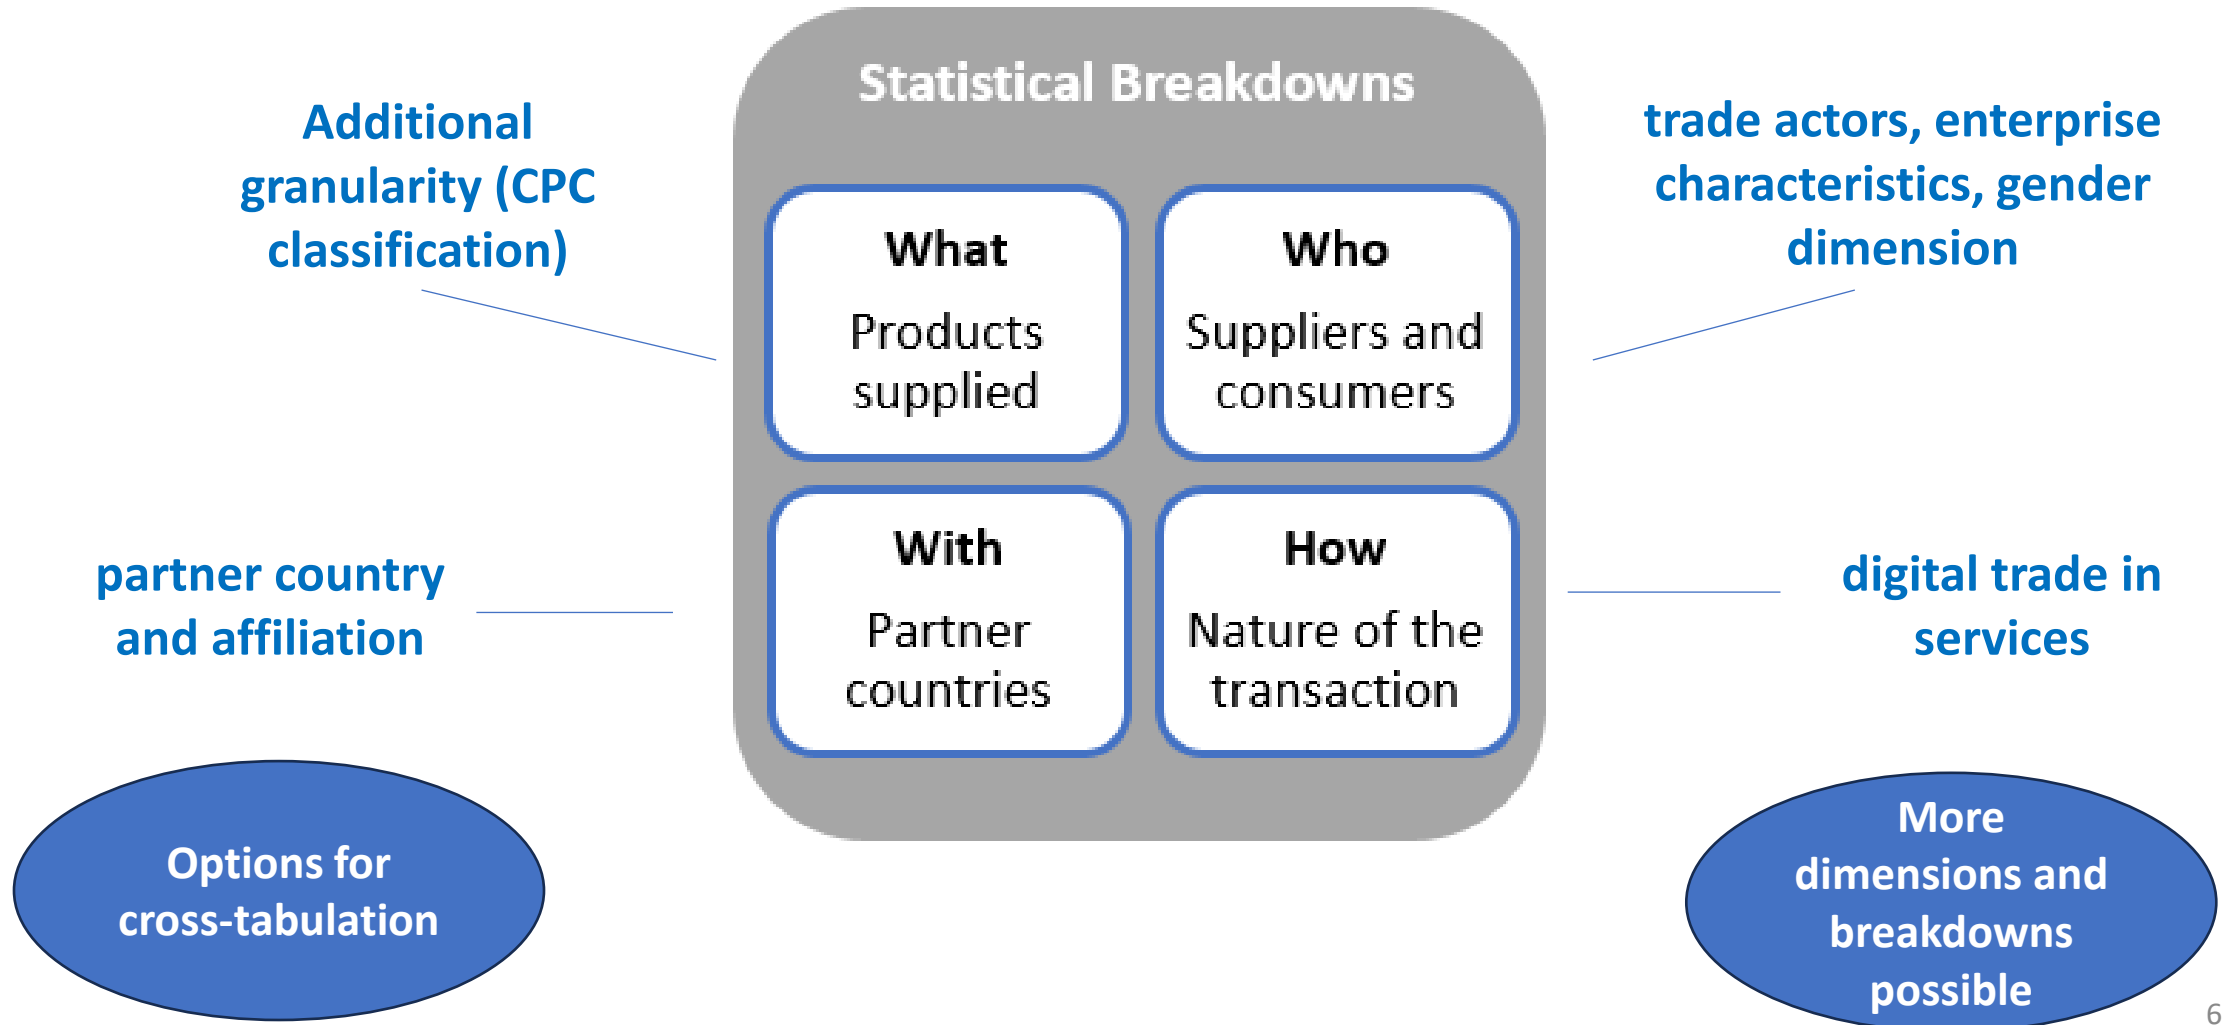 Statistical Breakdowns
Additional
granularity (CPC
classification)
trade actors, enterprise
characteristics, gender
dimension
What
Products
supplied
Who
Suppliers and
consumers
With
Partner
countries
How
Nature of the
transaction
partner country
and affiliation
digital trade in
services
Options for
cross-tabulation
More
dimensions and
breakdowns
possible
6